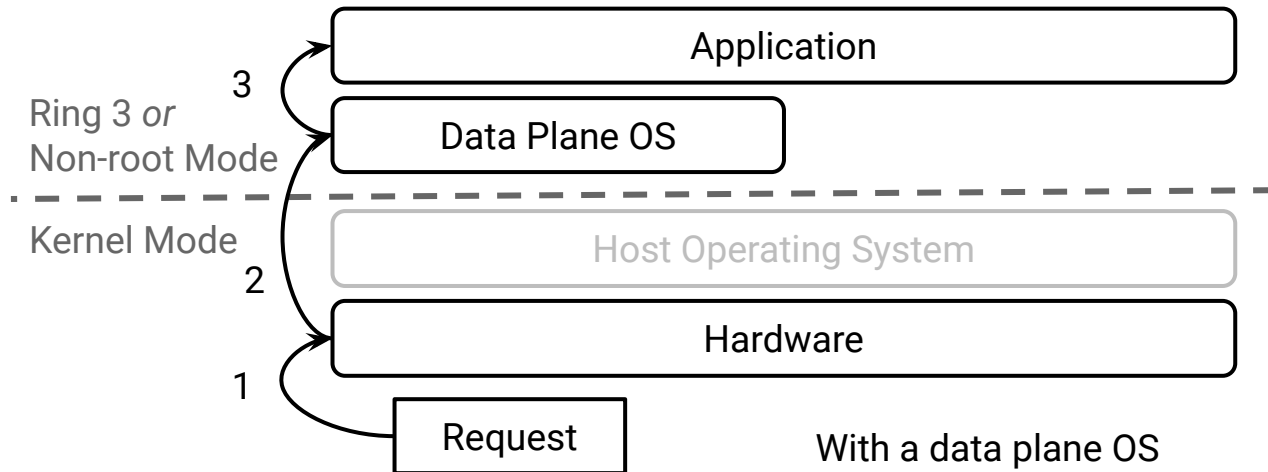 Application
3
Ring 3 or
Non-root Mode
Data Plane OS
Kernel Mode
Host Operating System
2
Hardware
1
Request
With a data plane OS